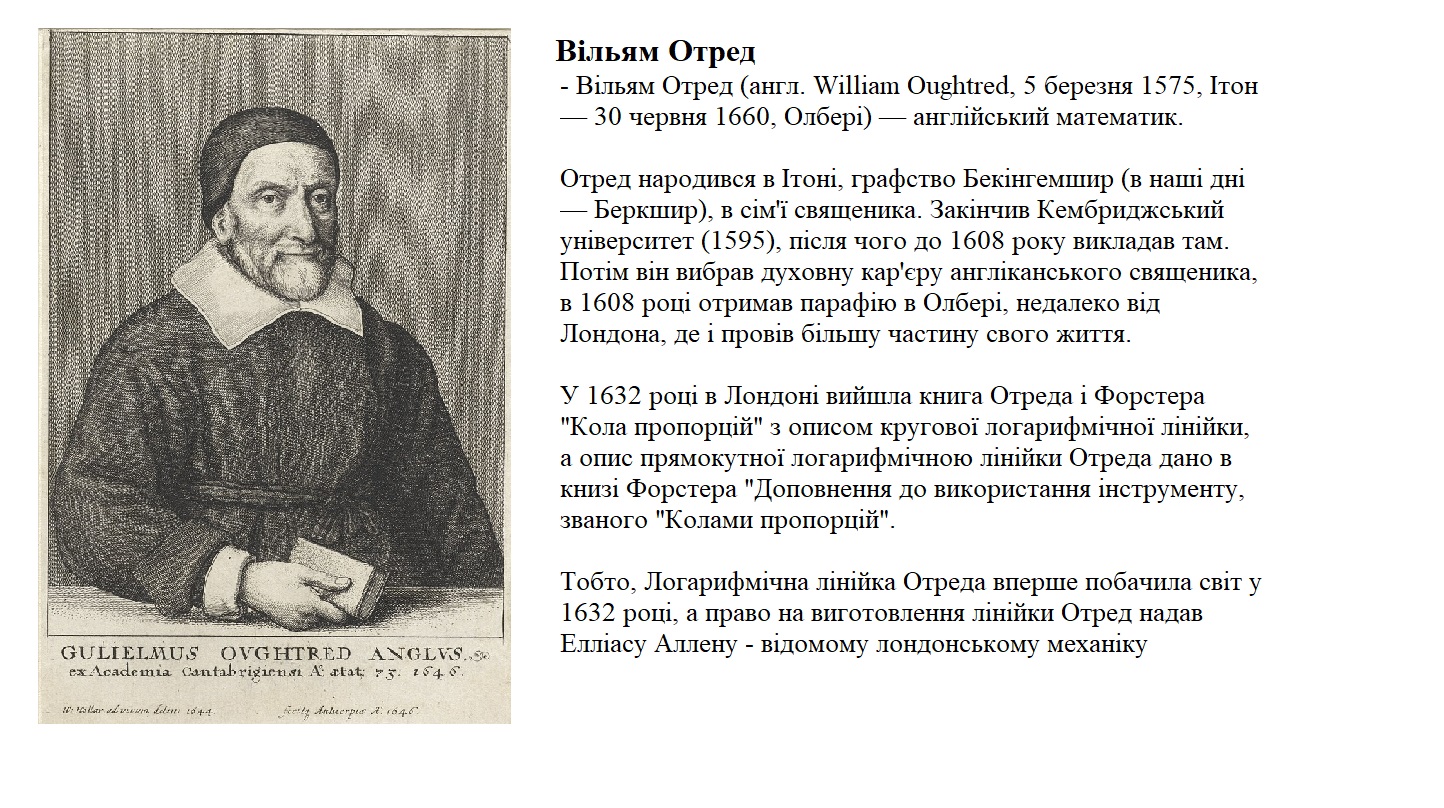 Вільям Отред
- Вільям Отред (англ. William Oughtred, 5 березня 1575, Ітон
— 30 червня 1660, Олбері) — англійський математик.
Отред народився в Ітоні, графство Бекінгемшир (в наші дні
— Беркшир), в сім'ї священика. Закінчив Кембриджський
університет (1595), після чого до 1608 року викладав там.
Потім він вибрав духовну кар'єру англіканського священика,
в 1608 році отримав парафію в Олбері, недалеко від
Лондона, де і провів більшу частину свого життя.
У 1632 році в Лондоні вийшла книга Отреда і Форстера
"Кола пропорцій" з описом кругової логарифмічної лінійки,
а опис прямокутної логарифмічною лінійки Отреда дано в
книзі Форстера "Доповнення до використання інструменту,
званого "Колами пропорцій".
Тобто, Логарифмічна лінійка Отреда вперше побачила світ у
1632 році, а право на виготовлення лінійки Отред надав
Елліасу Аллену - відомому лондонському механіку
GULIELMUS OVGHTRED ANGLVS.
ex Academia Cantabrigiensi Æ: ætat: 73. 1646.
W: Hollar ad vivum delin: 1644. Antverpiæ A: 1646